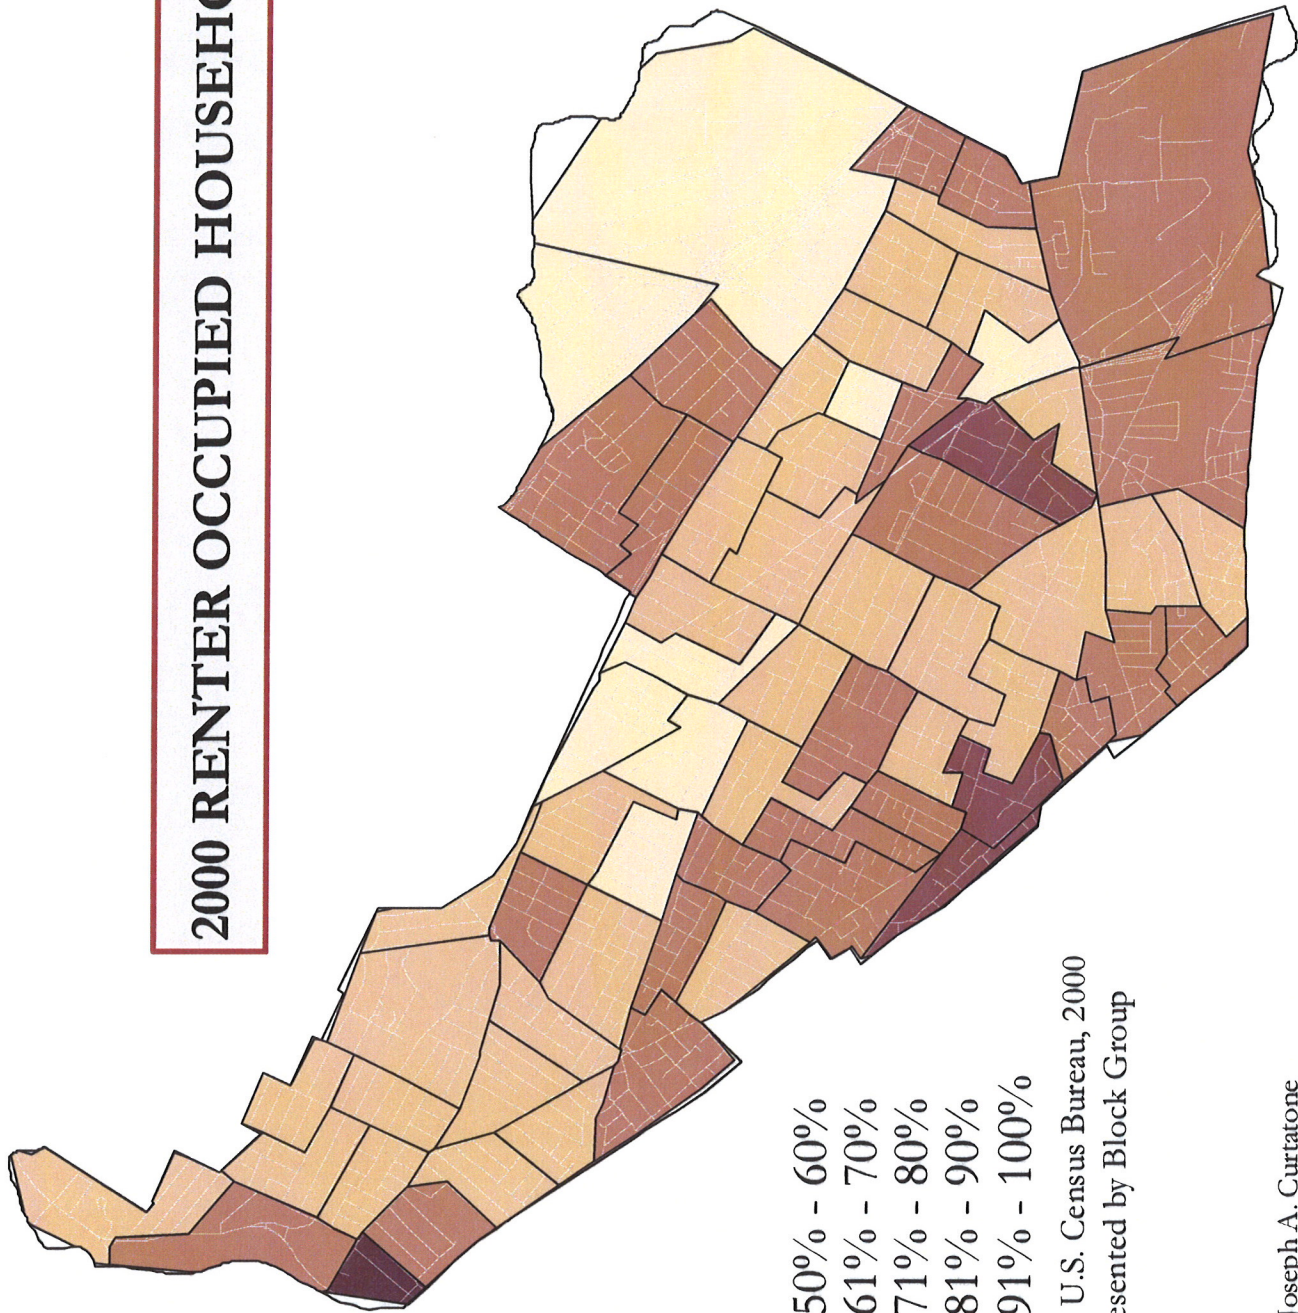 2000 RENTER OCCUPIED HOUSEHO
50% - 60%
61% - 70%
71% - 80%
81% - 90%
91% - 100%
U.S. Census Bureau, 2000
esented by Block Group
Joseph A. Curtatone